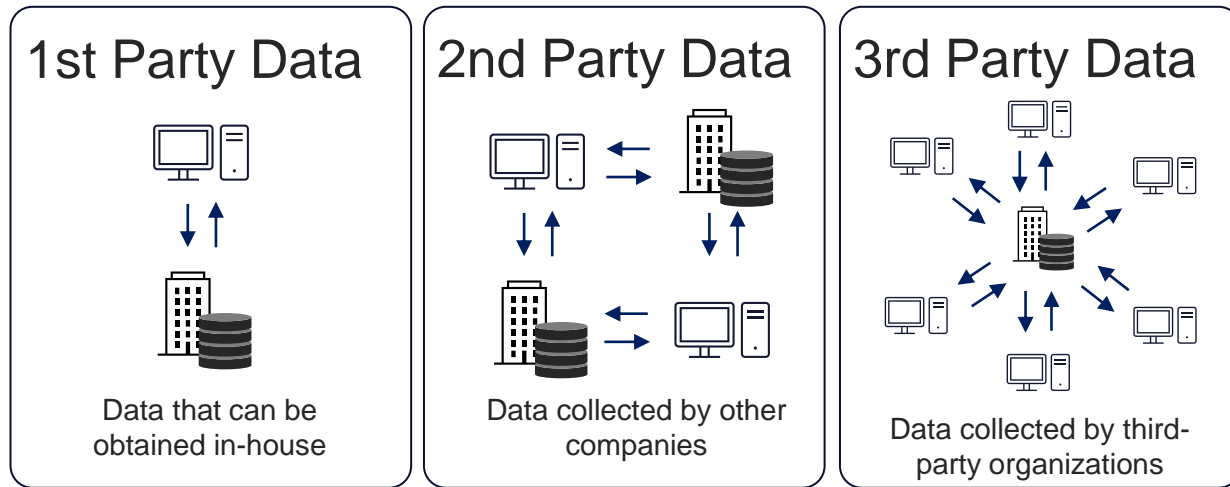 1st Party Data
Data that can be
obtained in-house
2nd Party Data
Data collected by other
companies
3rd Party Data
Data collected by third-
party organizations